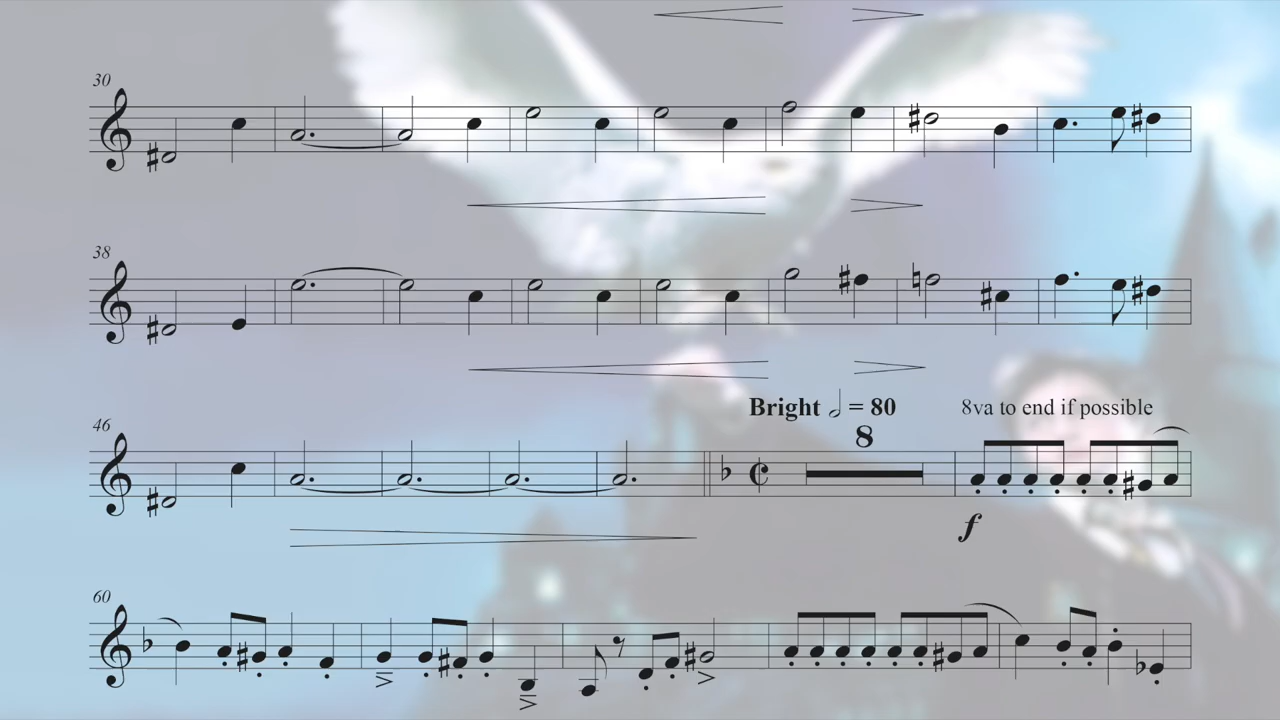 30
38
Bright 𝅗𝅥 = 80 8va to end if possible
46
8
f
60